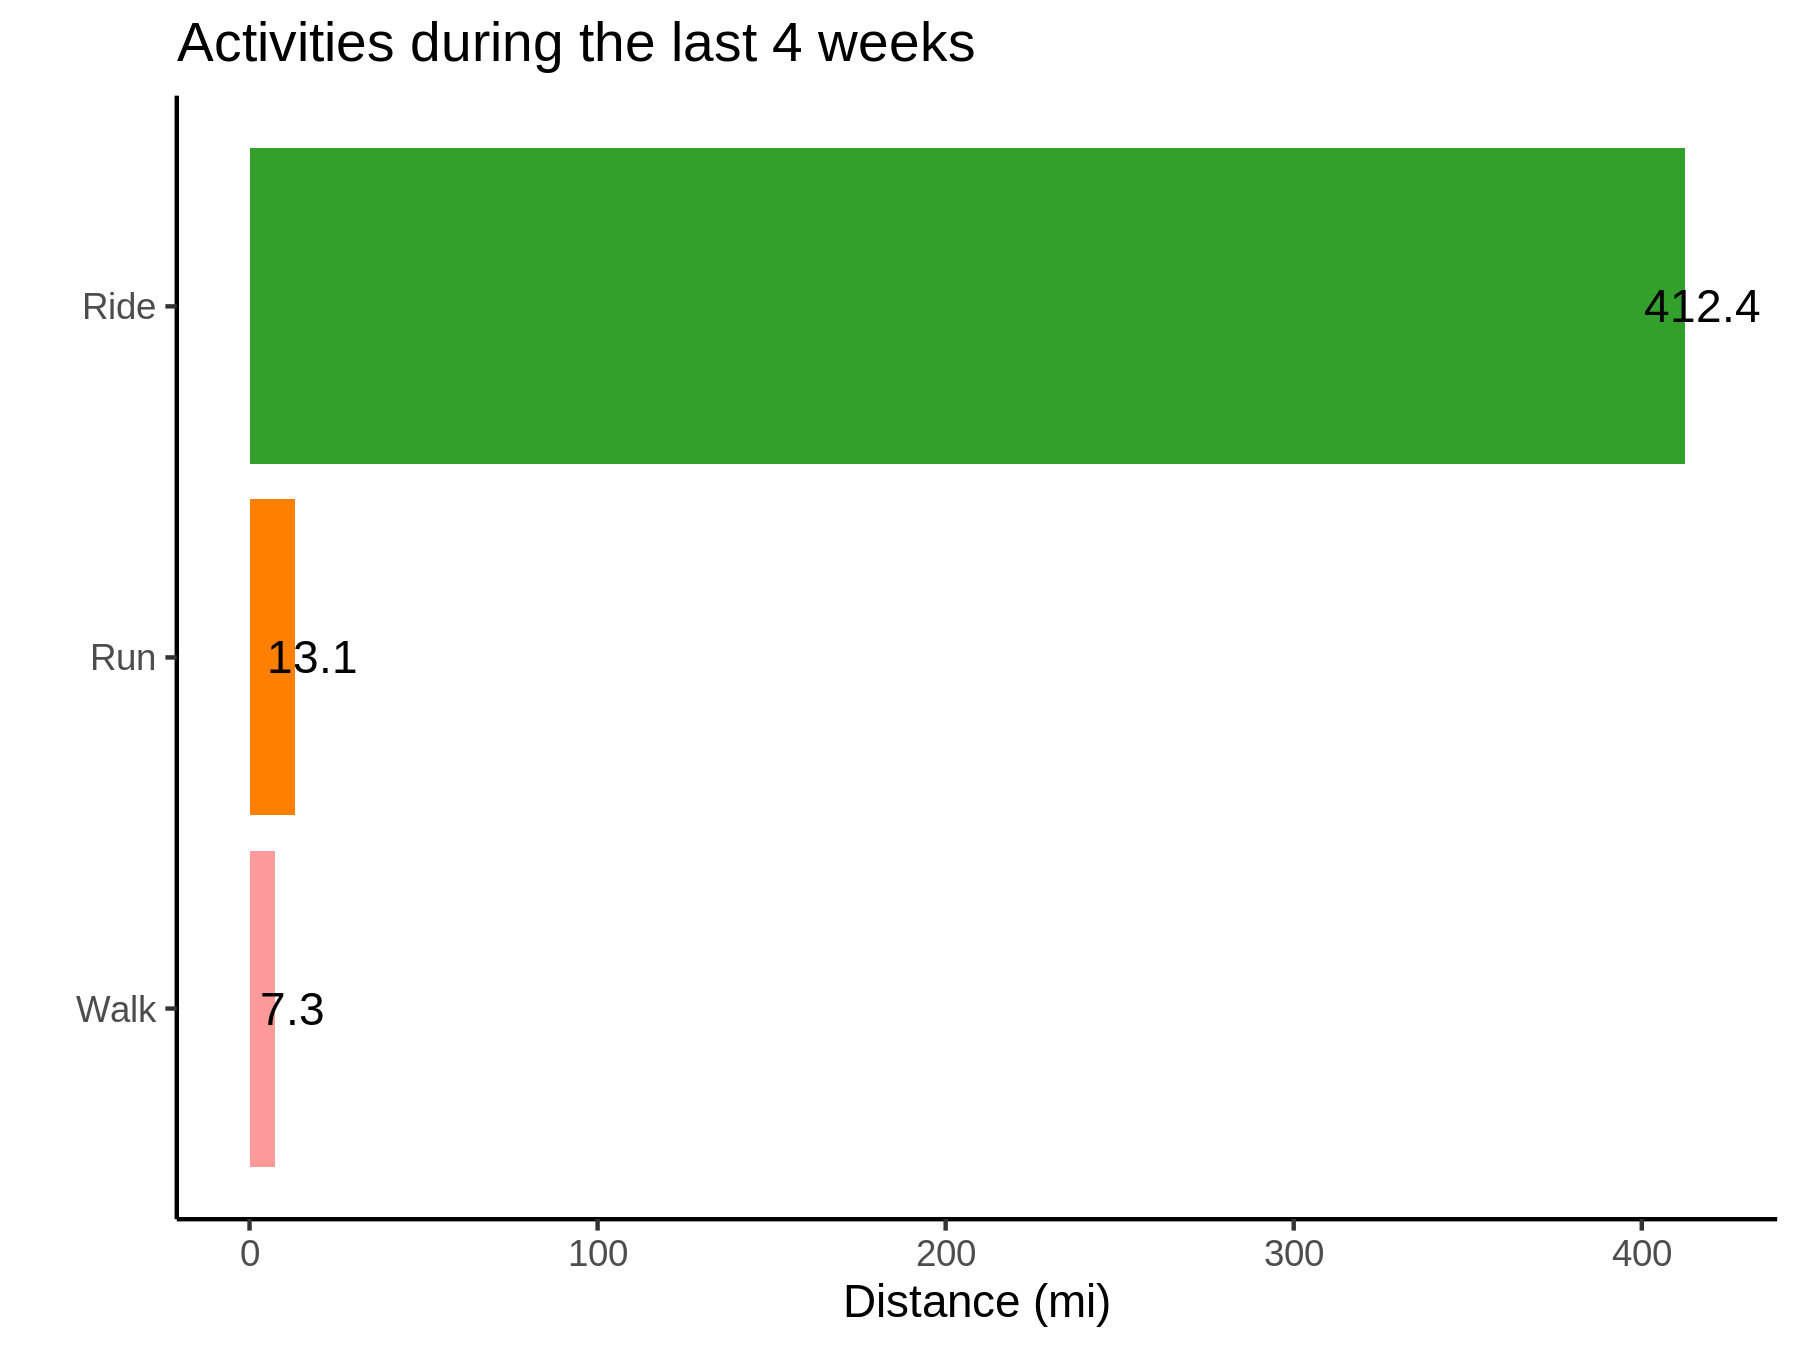 Activities during the last 4 weeks
Ride
412.4
Run
13.1
Walk
7.3
0 100 200 300 400
Distance (mi)